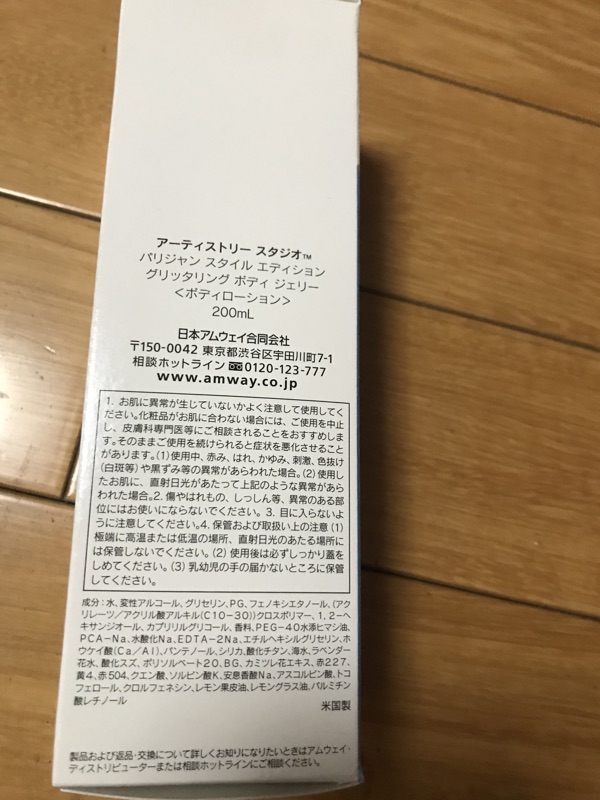 アーティストリー スタジオ™
パリジャン スタイル エディション
グリッタリング ボディ ジェリー
<ボディローション>
200mL
日本アムウェイ合同会社
〒150-0042 東京都渋谷区宇田川町7-1
相談ホットライン 0120-123-777
www.amway.co.jp
1. お肌に異常が生じていないかよく注意して使用してく
ださい。化粧品がお肌に合わない場合には、ご使用を中止
し、皮膚科専門医等にご相談されることをおすすめしま
す。そのままご使用を続けられると症状を悪化させること
があります。(1)使用中、赤み、はれ、かゆみ、刺激、色抜け
(白斑等)や黒ずみ等の異常があらわれた場合。(2) 使用し
たお肌に、直射日光があたって上記のような異常があら
われた場合。2. 傷やはれもの、しっしん等、異常のある部
位にはお使いにならないでください。3. 目に入らないよ
うに注意してください。4. 保管および取扱い上の注意 (1)
極端に高温または低温の場所、直射日光のあたる場所に
は保管しないでください。(2) 使用後は必ずしっかり蓋を
しめてください。(3) 乳幼児の手の届かないところに保管
してください。
成分：水、変性アルコール、グリセリン、PG、フェノキシエタノール、(アク
リレーツ/アクリル酸アルキル(C10-30))クロスポリマー、1,2-ヘ
キサンジオール、カプリリルグリコール、香料、PEG-40水添ヒマシ油、
PCA-Na、水酸化Na、EDTA-2Na、エチルヘキシルグリセリン、ホ
ウケイ酸(Ca/Al)、パンテノール、シリカ、酸化チタン、海水、ラベンダー
花水、酸化スズ、ポリソルベート20、BG、カミツレ花エキス、赤227、
黄4、赤504、クエン酸、ソルビン酸K、安息香酸Na、アスコルビン酸、トコ
フェロール、クロルフェネシン、レモン果皮油、レモングラス油、パルミチン
酸レチノール
米国製
製品および返品・交換について詳しくお知りになりたいときはアムウェイ・
ディストリビューターまたは相談ホットラインにご相談ください。